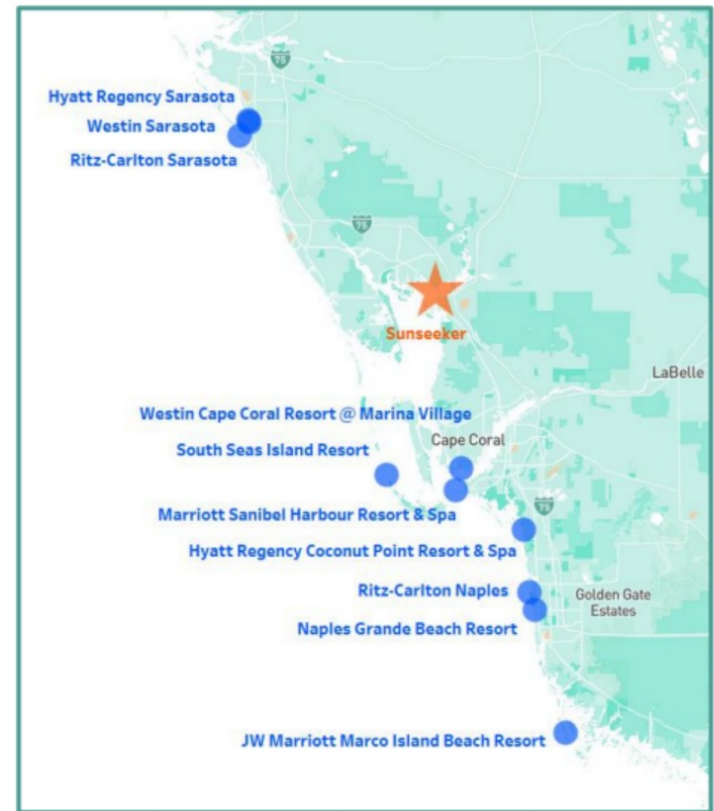 75
Hyatt Regency Sarasota
Westin Sarasota
Ritz-Carlton Sarasota
75
Sunseeker
LaBelle
Westin Cape Coral Resort @ Marina Village
Cape Coral
South Seas Island Resort
75
Marriott Sanibel Harbour Resort & Spa
Hyatt Regency Coconut Point Resort & Spa
Ritz-Carlton Naples
Golden Gate
Estates
Naples Grande Beach Resort
JW Marriott Marco Island Beach Resort